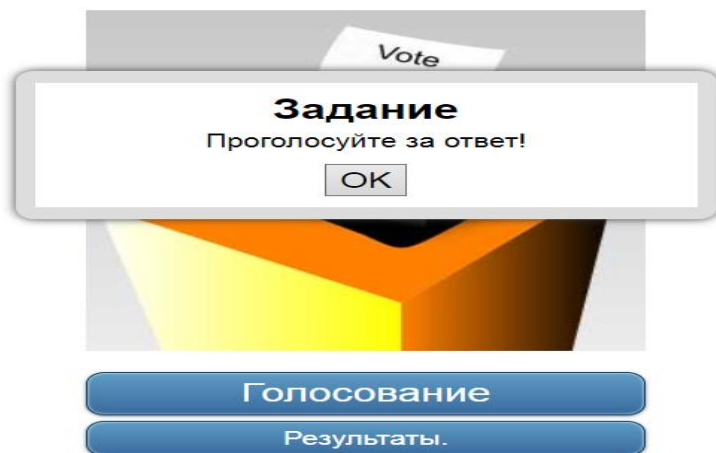 Vote
Задание
Проголосуйте за ответ!
OK
Голосование
Результаты.